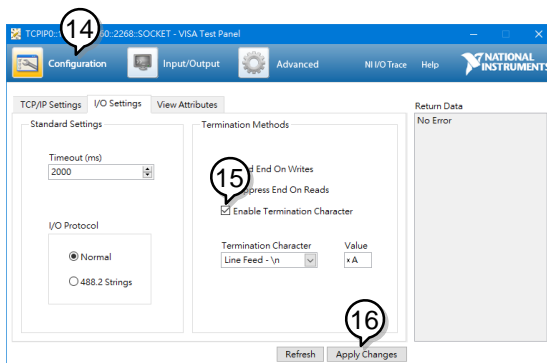 TCPIP0:: 60::2268::SOCKET - VISA Test Panel
14
Configuration Input/Output Advanced NI I/O Trace Help NATIONAL INSTRUMENTS
TCP/IP Settings I/O Settings View Attributes Return Data
Standard Settings Termination Methods No Error
Timeout (ms)
2000
End On Writes
15
On Reads
Enable Termination Character
I/O Protocol
Normal
488.2 Strings
Termination Character Value
Line Feed - \n xA
16
Refresh Apply Changes